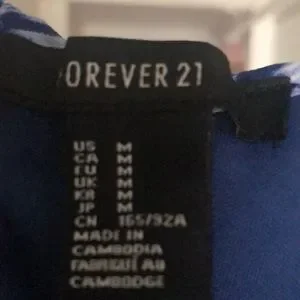 OREVER 21
US M
CA M
EU M
UK M
KR M
JP M
CN 165/92A
MADE IN
CAMBODIA
FABRIQUÉ AU
CAMBODGE